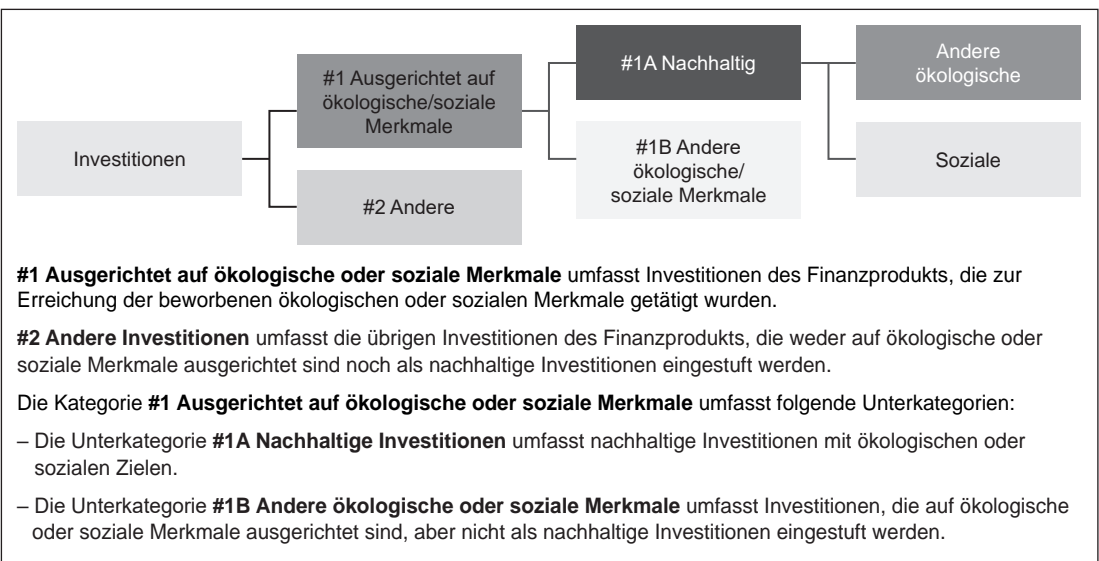 Investitionen
#1 Ausgerichtet auf
ökologische/soziale
Merkmale
#2 Andere
#1A Nachhaltig
#1B Andere
ökologische/
soziale Merkmale
Andere
ökologische
Soziale
#1 Ausgerichtet auf ökologische oder soziale Merkmale umfasst Investitionen des Finanzprodukts, die zur
Erreichung der beworbenen ökologischen oder sozialen Merkmale getätigt wurden.
#2 Andere Investitionen umfasst die übrigen Investitionen des Finanzprodukts, die weder auf ökologische oder
soziale Merkmale ausgerichtet sind noch als nachhaltige Investitionen eingestuft werden.
Die Kategorie #1 Ausgerichtet auf ökologische oder soziale Merkmale umfasst folgende Unterkategorien:
– Die Unterkategorie #1A Nachhaltige Investitionen umfasst nachhaltige Investitionen mit ökologischen oder
sozialen Zielen.
– Die Unterkategorie #1B Andere ökologische oder soziale Merkmale umfasst Investitionen, die auf ökologische
oder soziale Merkmale ausgerichtet sind, aber nicht als nachhaltige Investitionen eingestuft werden.